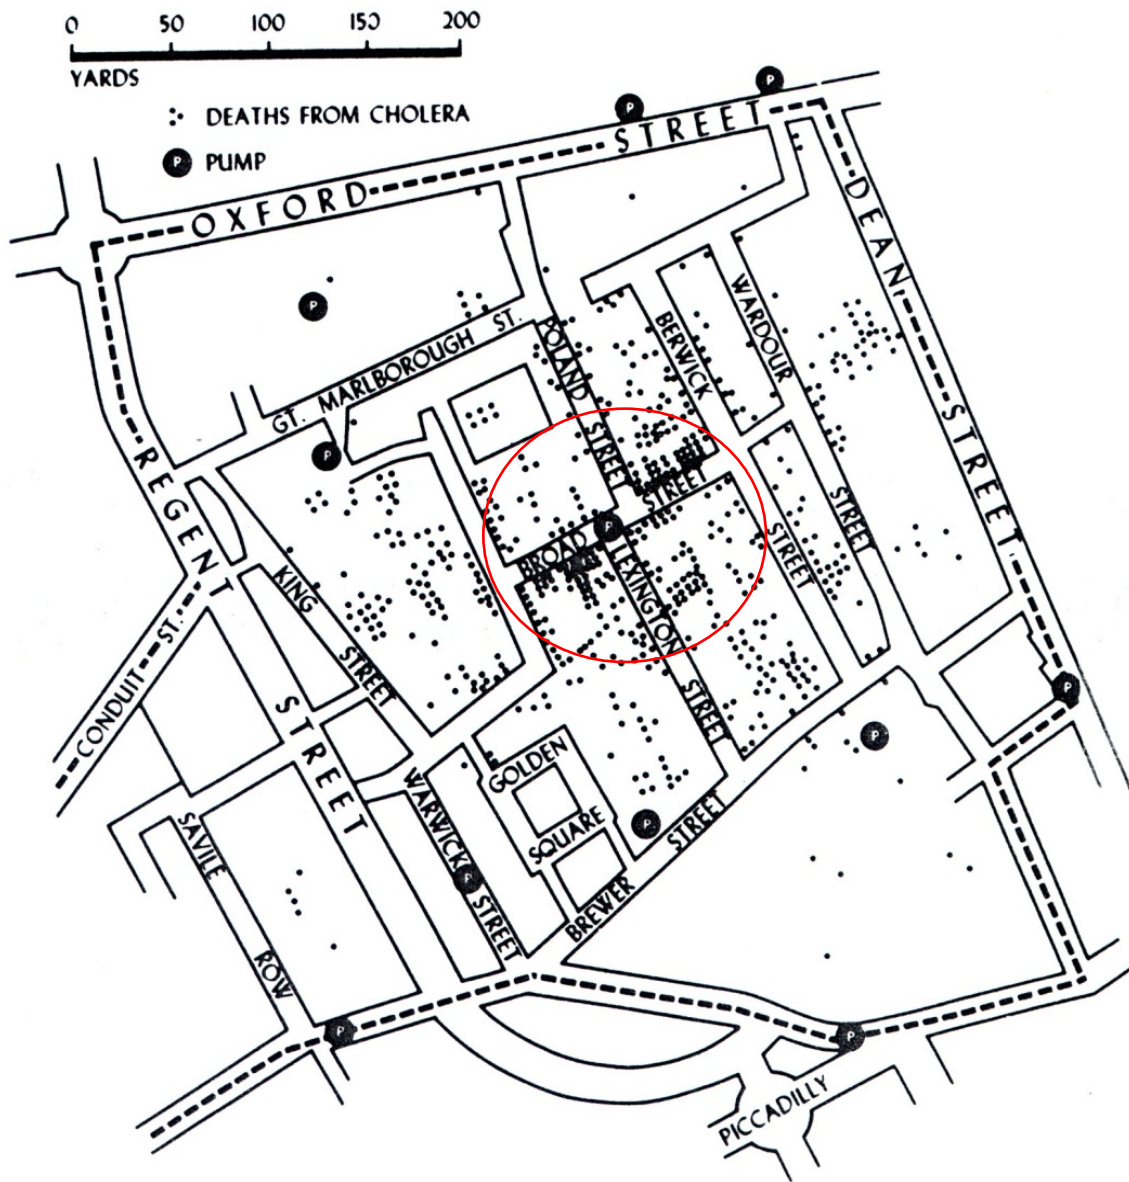 0 50 100 150 200
YARDS
DEATHS FROM CHOLERA
P PUMP
P
P
OXFORD
STREET
DEAN
STREET
P
GT. MARLBOROUGH ST.
POLAND
STREET
BERWICK
STREET
WARDOUR
STREET
P
REGENT
STREET
BROAD
STREET
P
LEXINGTON
STREET
KING
STREET
CONDUIT ST.
P
P
GOLDEN
SQUARE
P
WARWICK
STREET
P
BREWER
STREET
SAVILE
ROW
P
P
PICCADILLY